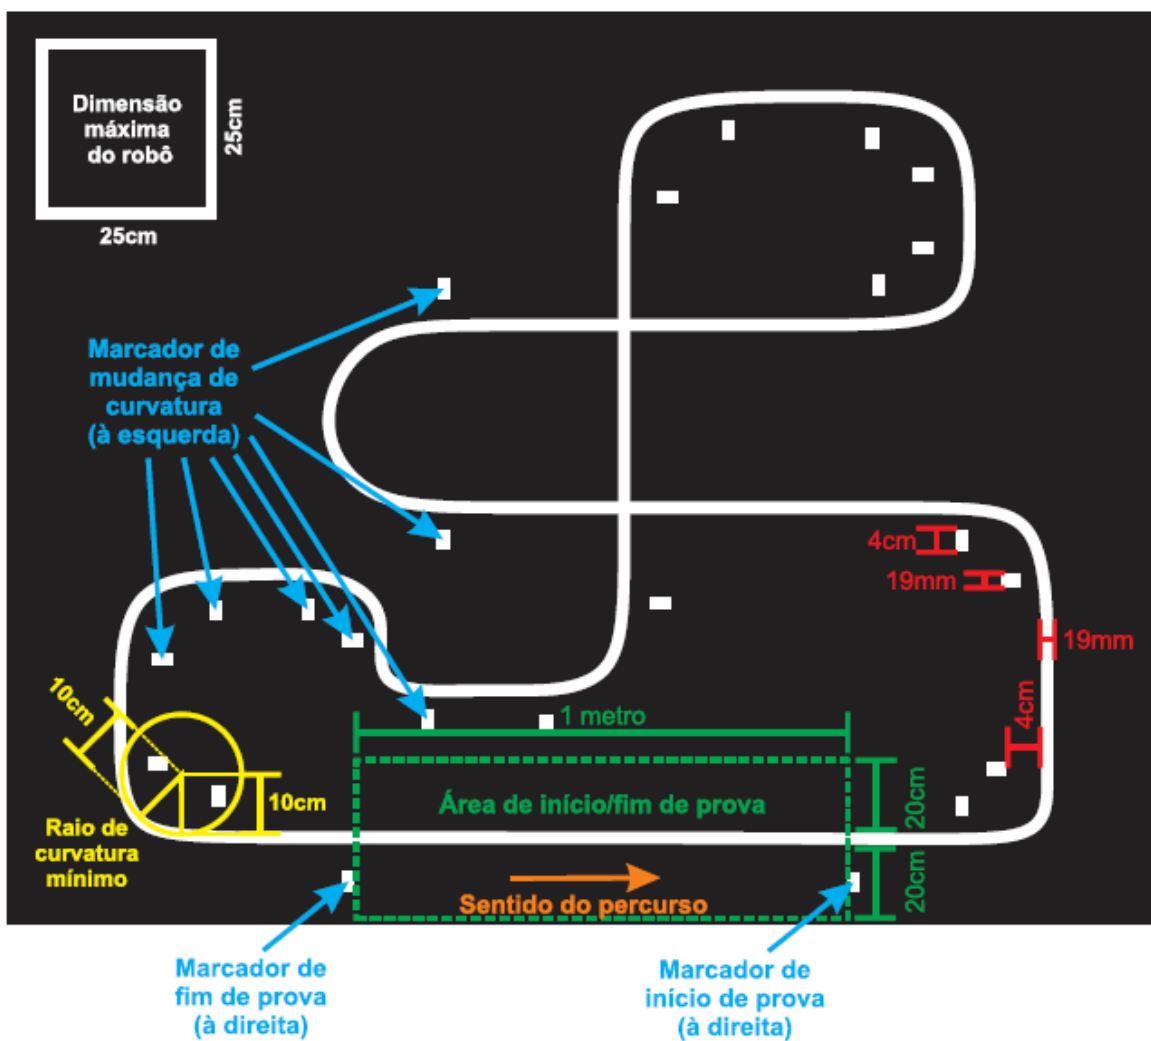 Dimensão
máxima
do robô
25cm
25cm
Marcador de
mudança de
curvatura
(à esquerda)
4cm
19mm
19mm
4cm
10cm
10cm
Raio de
curvatura
mínimo
1 metro
Área de início/fim de prova
20cm
20cm
Sentido do percurso
Marcador de
fim de prova
(à direita)
Marcador de
início de prova
(à direita)